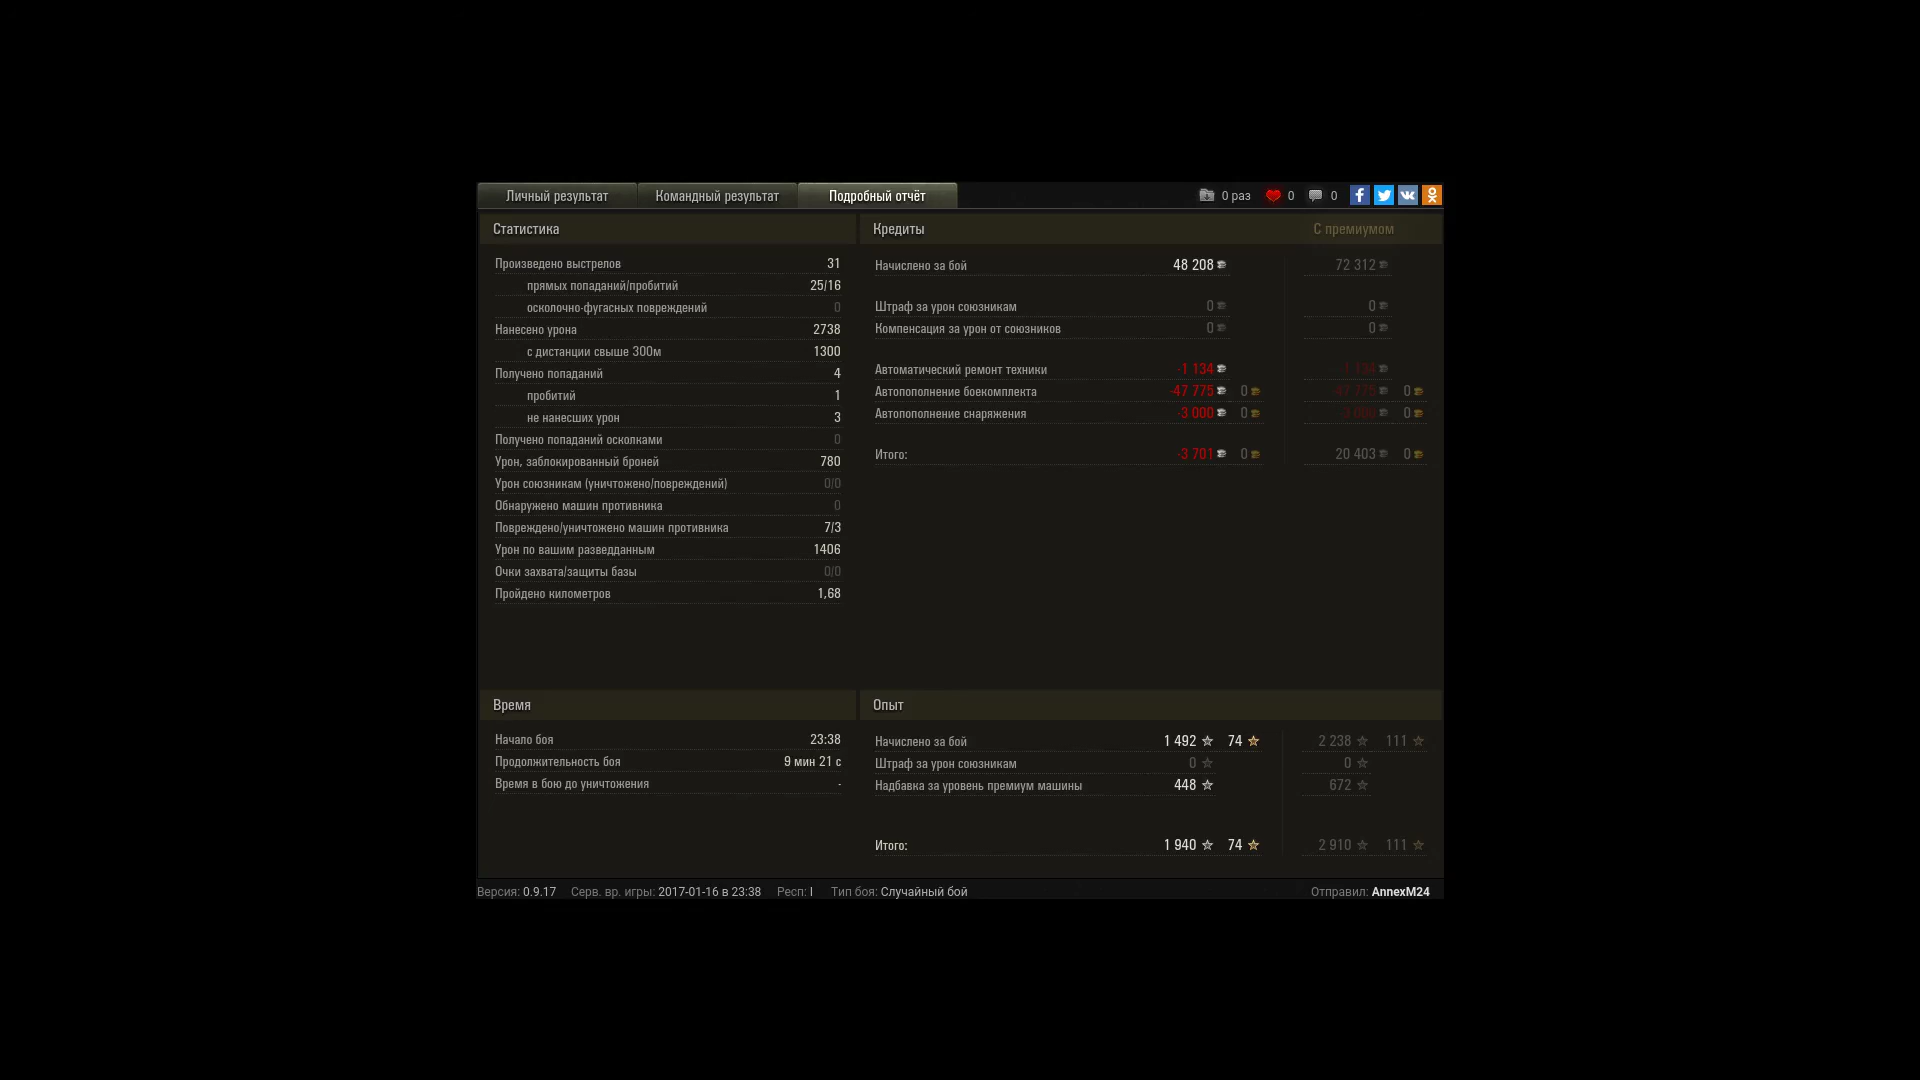 Личный результат Командный результат Подробный отчёт 0 раз 0 0
Статистика
Произведено выстрелов 31
прямых попаданий/пробитий 25/16
осколочно-фугасных повреждений 0
Нанесено урона 2738
с дистанции свыше 300м 1300
Получено попаданий 4
пробитий 1
не нанесших урон 3
Получено попаданий осколками 0
Урон, заблокированный броней 780
Урон союзникам (уничтожено/повреждений) 0/0
Обнаружено машин противника 0
Повреждено/уничтожено машин противника 7/3
Урон по вашим разведданным 1406
Очки захвата/защиты базы 0/0
Пройдено километров 1,68
Кредиты С премиумом
Начислено за бой 48 208 72 312
Штраф за урон союзникам 0 0
Компенсация за урон от союзников 0 0
Автоматический ремонт техники -1 134 -1 134
Автопополнение боекомплекта -47 775 0 -47 775 0
Автопополнение снаряжения -3 000 0 -3 000 0
Итого: -3 701 0 20 403 0
Время
Начало боя 23:38
Продолжительность боя 9 мин 21 с
Время в бою до уничтожения -
Опыт
Начислено за бой 1 492 74 2 238 111
Штраф за урон союзникам 0 0
Надбавка за уровень премиум машины 448 672
Итого: 1 940 74 2 910 111
Версия: 0.9.17 Серв. вр. игры: 2017-01-16 в 23:38 Респ: I Тип боя: Случайный бой Отправил: AnnexM24